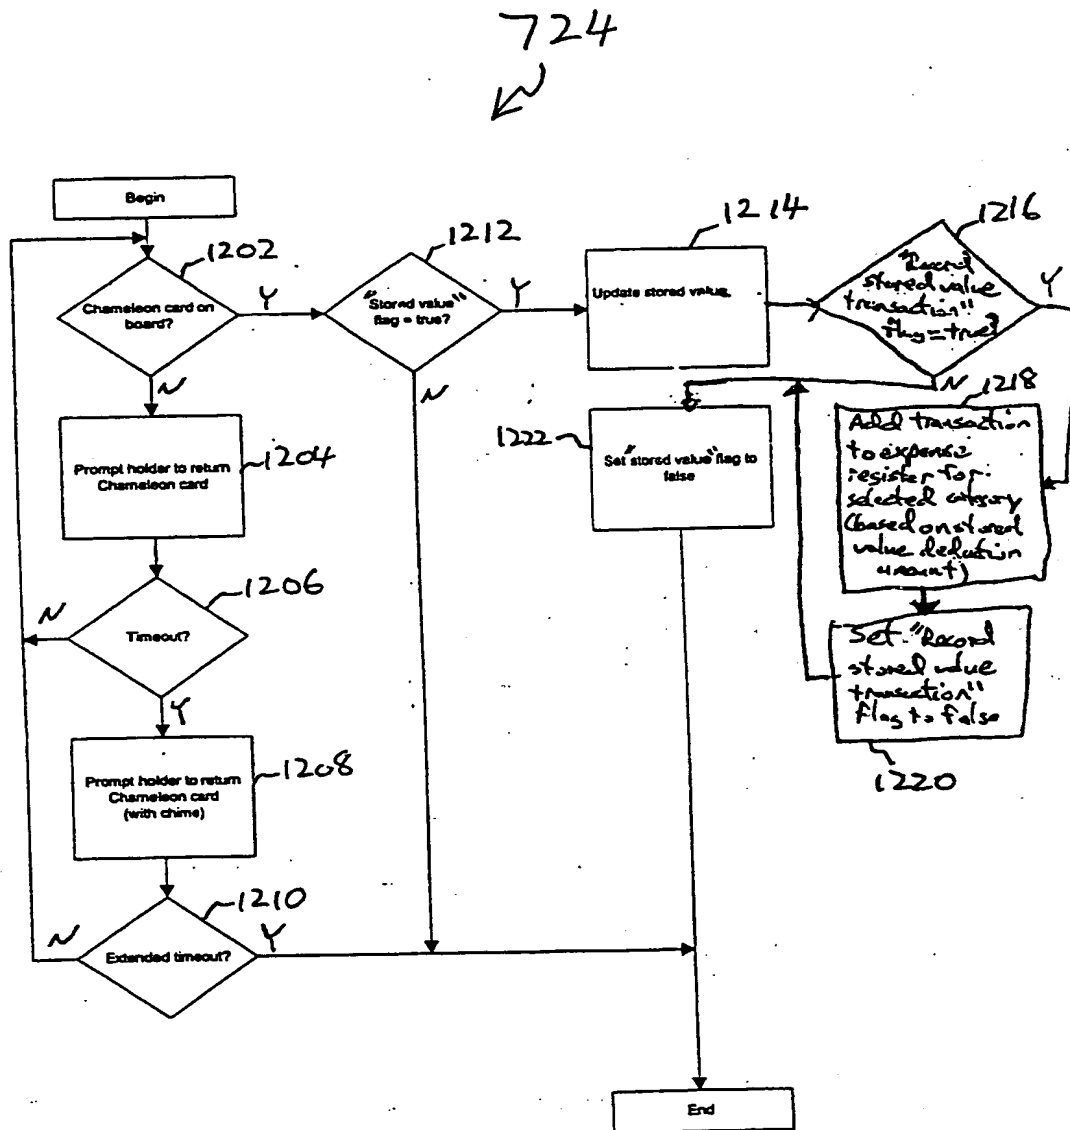 724
Begin
1202
Chameleon card on
board?
Y
N
1212
"Stored value"
flag = true?
Y
N
1214
Update stored value.
1216
"Record
stored value
transaction"
flag = true?
Y
N
1204
Prompt holder to return
Chameleon card
1222
Set "stored value" flag to
false
1218
Add transaction
to expense
register for
selected category
(based on stored
value deduction
amount)
1206
Timeout?
N
Y
Set "Record
stored value
transaction"
flag to false
1220
1208
Prompt holder to return
Chameleon card
(with chime)
1210
Extended timeout?
N
Y
End